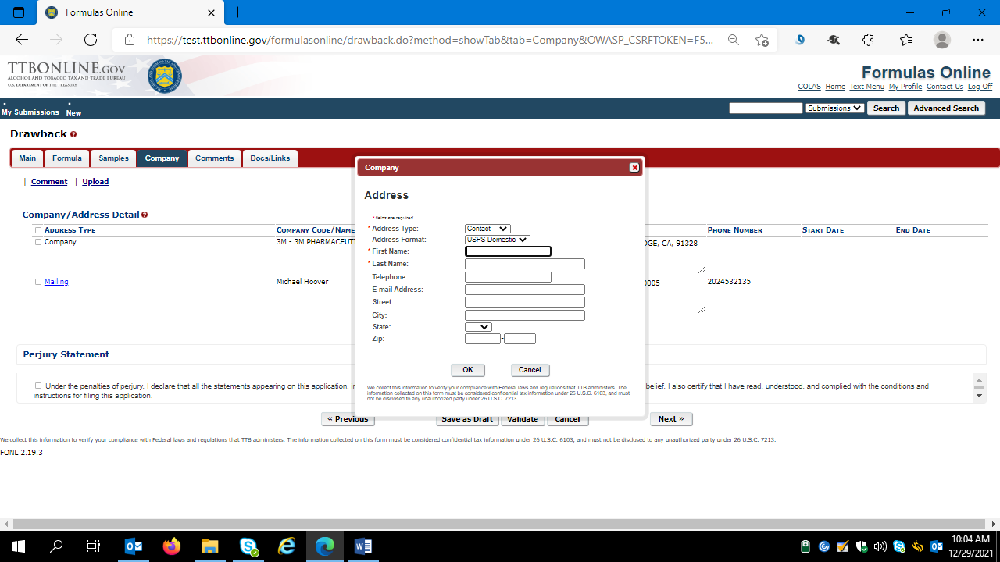 Formulas Online
https://test.ttbonline.gov/formulasonline/drawback.do?method=showTab&tab=Company&OWASP_CSRFTOKEN=F5...
TTBONLINE.GOV
ALCOHOL AND TOBACCO TAX AND TRADE BUREAU
U.S. DEPARTMENT OF THE TREASURY
Formulas Online
COLAS Home Text Menu My Profile Contact Us Log Off
My Submissions New
Submissions Search Advanced Search
Drawback
Main Formula Samples Company Comments Docs/Links
| Comment | Upload
Company/Address Detail
Address Type Company Code/Name Phone Number Start Date End Date
Company 3M - 3M PHARMACEUT DGE, CA, 91328
Mailing Michael Hoover 0005 2024532135
Company
Address
* fields are required.
* Address Type: Contact
Address Format: USPS Domestic
* First Name:
* Last Name:
Telephone:
E-mail Address:
Street:
City:
State:
Zip: -
OK Cancel
We collect this information to verify your compliance with Federal laws and regulations that TTB administers. The
information collected on this form must be considered confidential tax information under 26 U.S.C. 6103, and must
not be disclosed to any unauthorized party under 26 U.S.C. 7213.
Perjury Statement
Under the penalties of perjury, I declare that all the statements appearing on this application, in belief. I also certify that I have read, understood, and complied with the conditions and
instructions for filing this application.
« Previous Save as Draft Validate Cancel Next »
We collect this information to verify your compliance with Federal laws and regulations that TTB administers. The information collected on this form must be considered confidential tax information under 26 U.S.C. 6103, and must not be disclosed to any unauthorized party under 26 U.S.C. 7213.
FONL 2.19.3
10:04 AM
12/29/2021